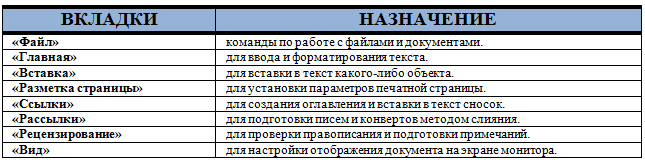 ВКЛАДКИ НАЗНАЧЕНИЕ
«Файл» команды по работе с файлами и документами.
«Главная» для ввода и форматирования текста.
«Вставка» для вставки в текст какого-либо объекта.
«Разметка страницы» для установки параметров печатной страницы.
«Ссылки» для создания оглавления и вставки в текст сносок.
«Рассылки» для подготовки писем и конвертов методом слияния.
«Рецензирование» для проверки правописания и подготовки примечаний.
«Вид» для настройки отображения документа на экране монитора.